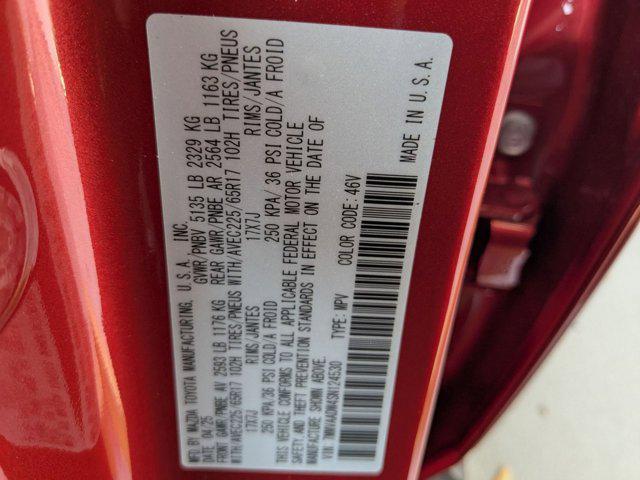 MFG.BY MAZDA TOYOTA MANUFACTURING, U.S.A. INC.
DATE: 04/25 GVWR/PNBV 5135 LB 2329 KG
FRONT GAWR/PNBE AV 2593 LB 1176 KG REAR GAWR/PNBE AR 2564 LB 1163 KG
WITH/AVEC225/65R17 102H TIRES/PNEUS WITH/AVEC225/65R17 102H TIRES/PNEUS
17X7J RIMS/JANTES 17X7J RIMS/JANTES
250 KPA/36 PSI COLD/A FROID 250 KPA/ 36 PSI COLD/A FROID
THIS VEHICLE CONFORMS TO ALL APPLICABLE FEDERAL MOTOR VEHICLE
SAFETY, AND THEFT PREVENTION STANDARDS IN EFFECT ON THE DATE OF
MANUFACTURE SHOWN ABOVE.
TYPE: MPV COLOR CODE: 46V
MADE IN U.S.A.